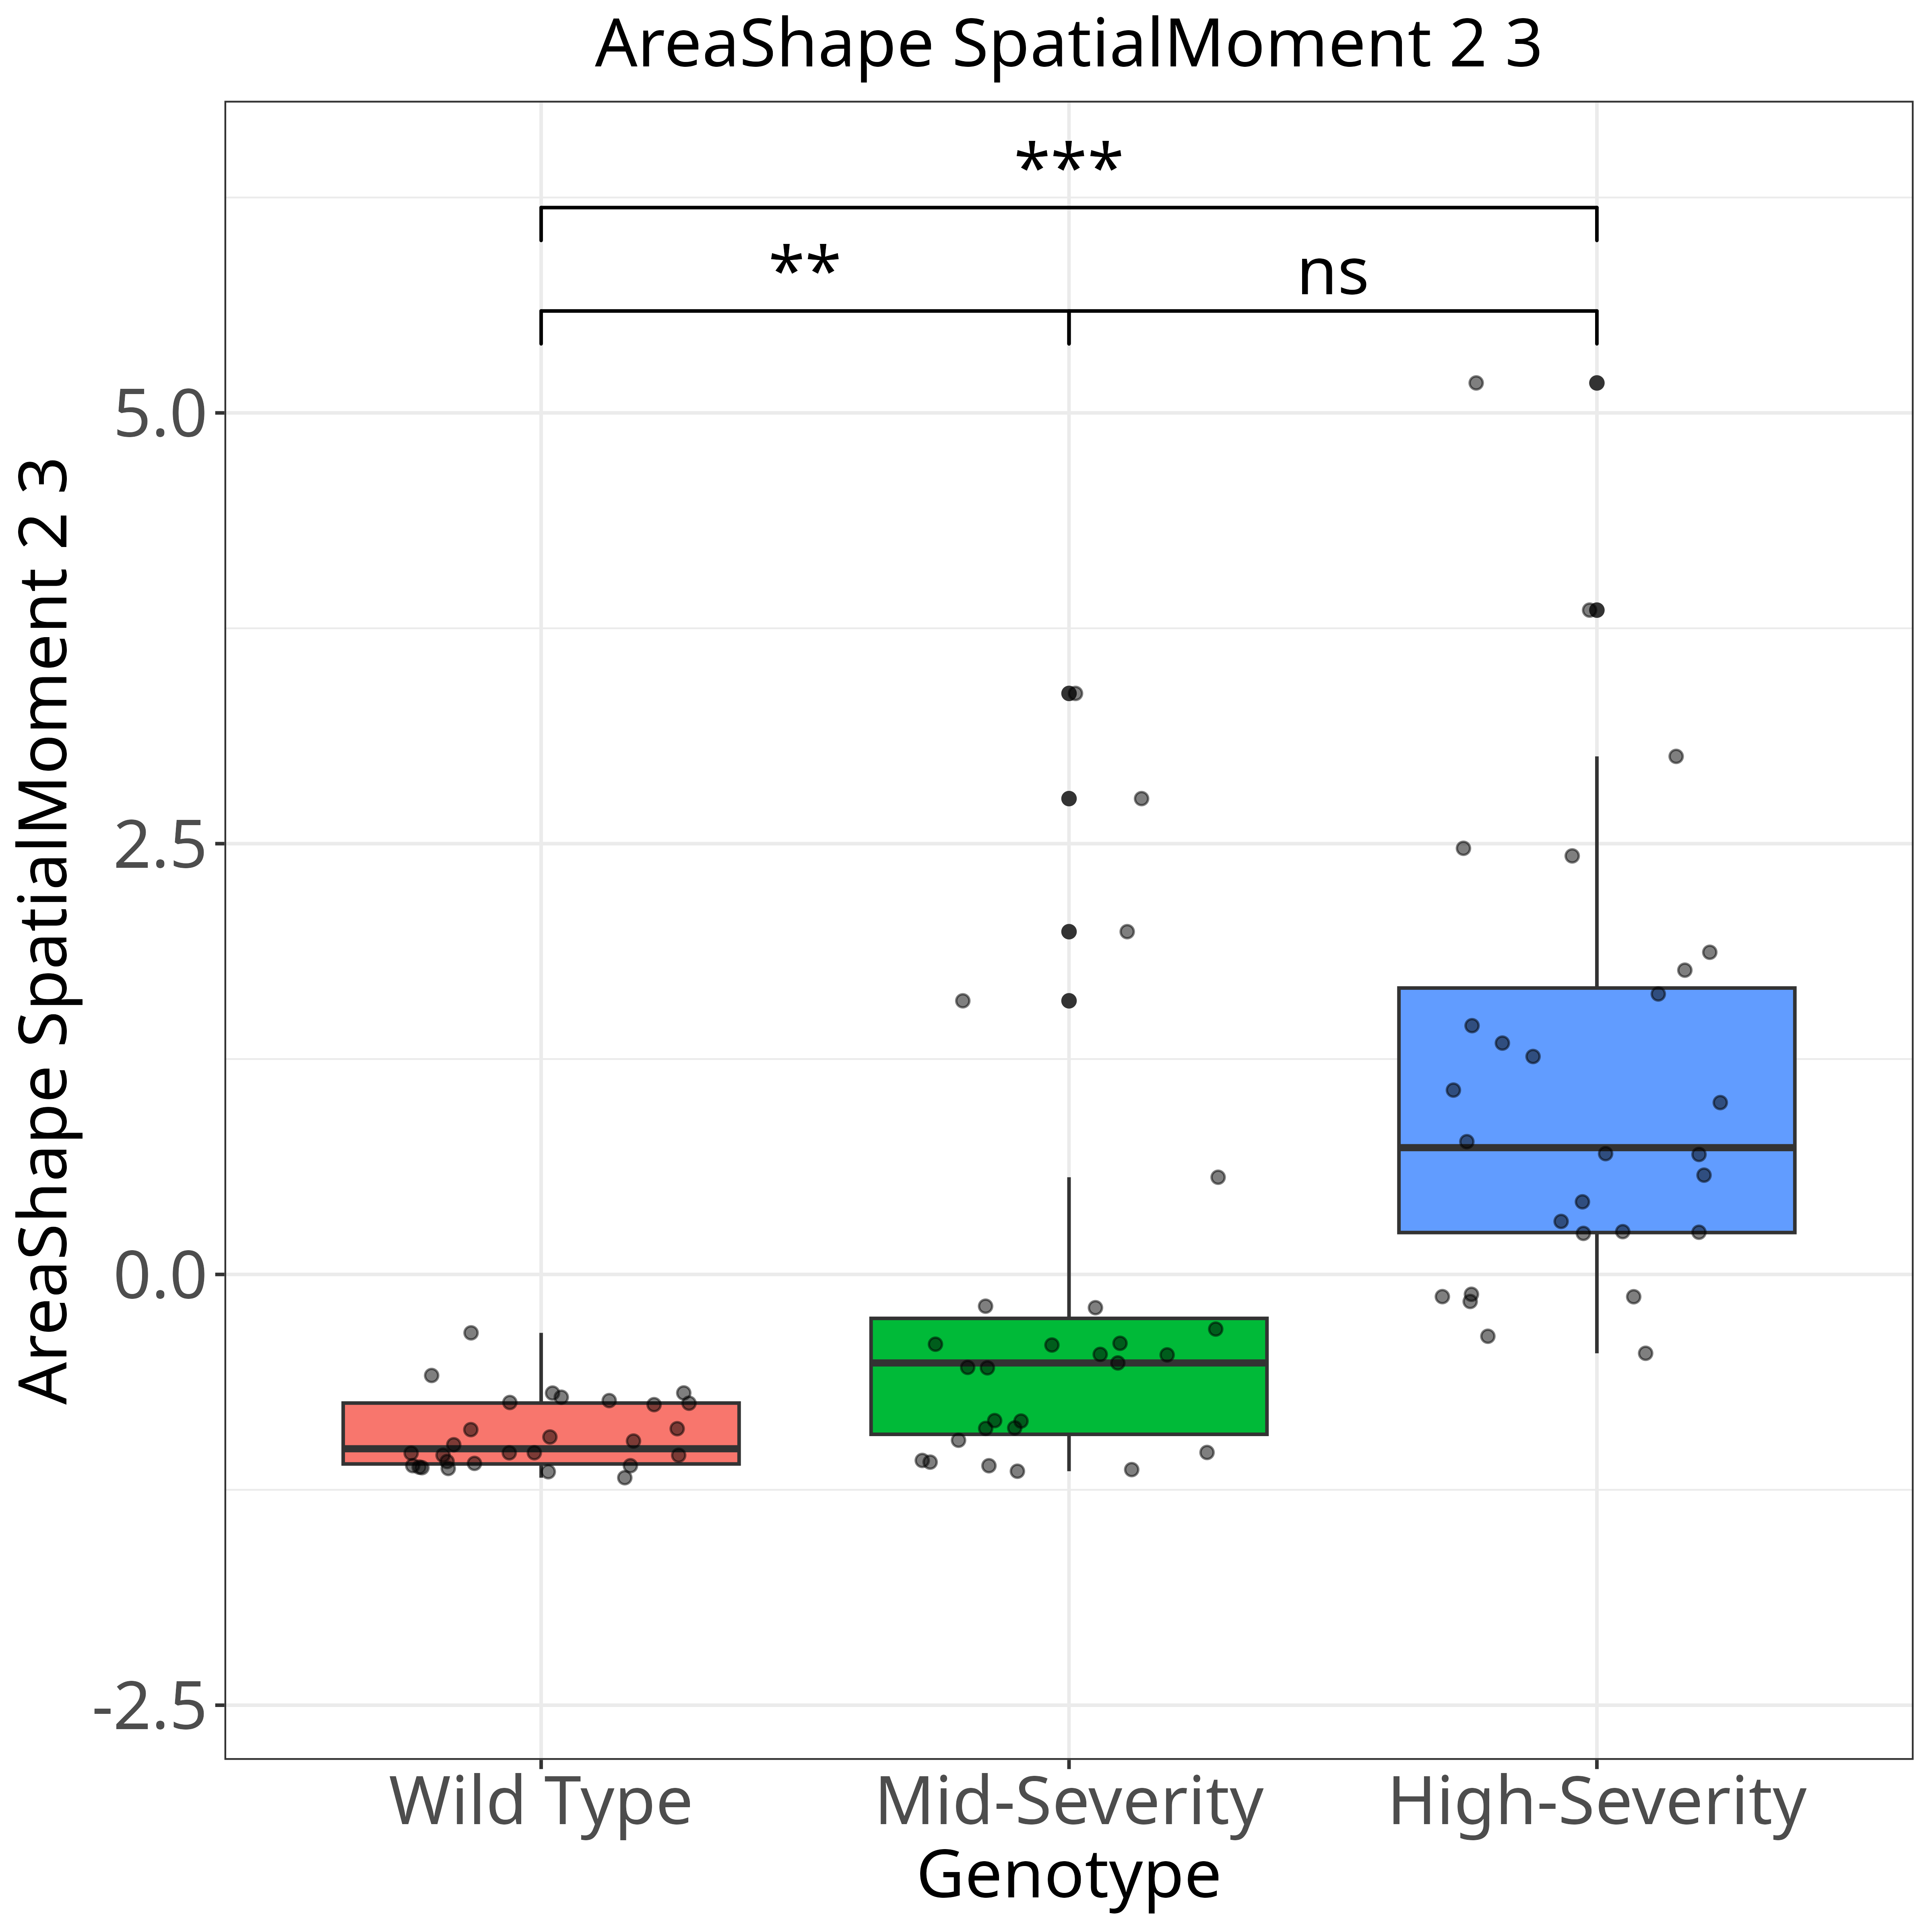 AreaShape SpatialMoment 2 3
***
**
ns
AreaShape SpatialMoment 2 3
5.0
2.5
0.0
-2.5
Wild Type
Mid-Severity
High-Severity
Genotype